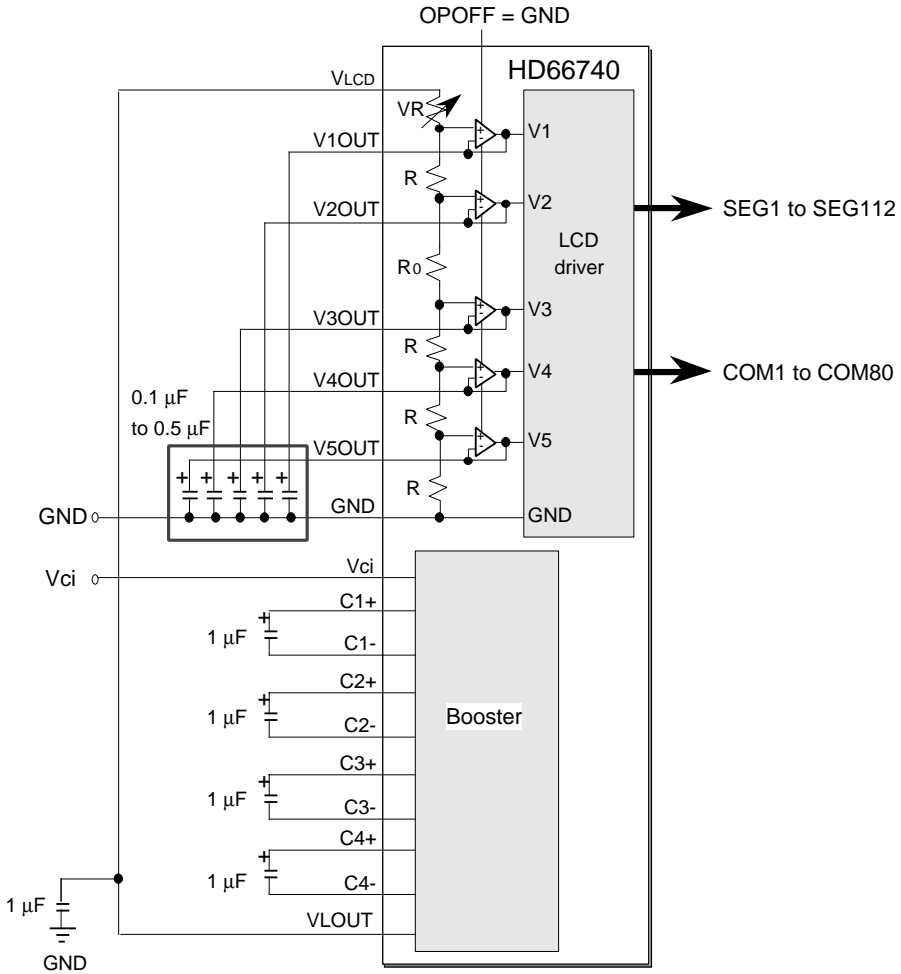 OPOFF = GND
HD66740
VLCD
VR
V1OUT
V1
R
V2OUT
V2
SEG1 to SEG112
LCD
driver
R0
V3OUT
V3
R
V4OUT
V4
COM1 to COM80
0.1 μF
to 0.5 μF
R
V5OUT
V5
R
GND
GND
GND
Vci
Vci
C1+
1 μF
C1-
C2+
1 μF
C2-
Booster
C3+
1 μF
C3-
C4+
1 μF
C4-
1 μF
VLOUT
GND